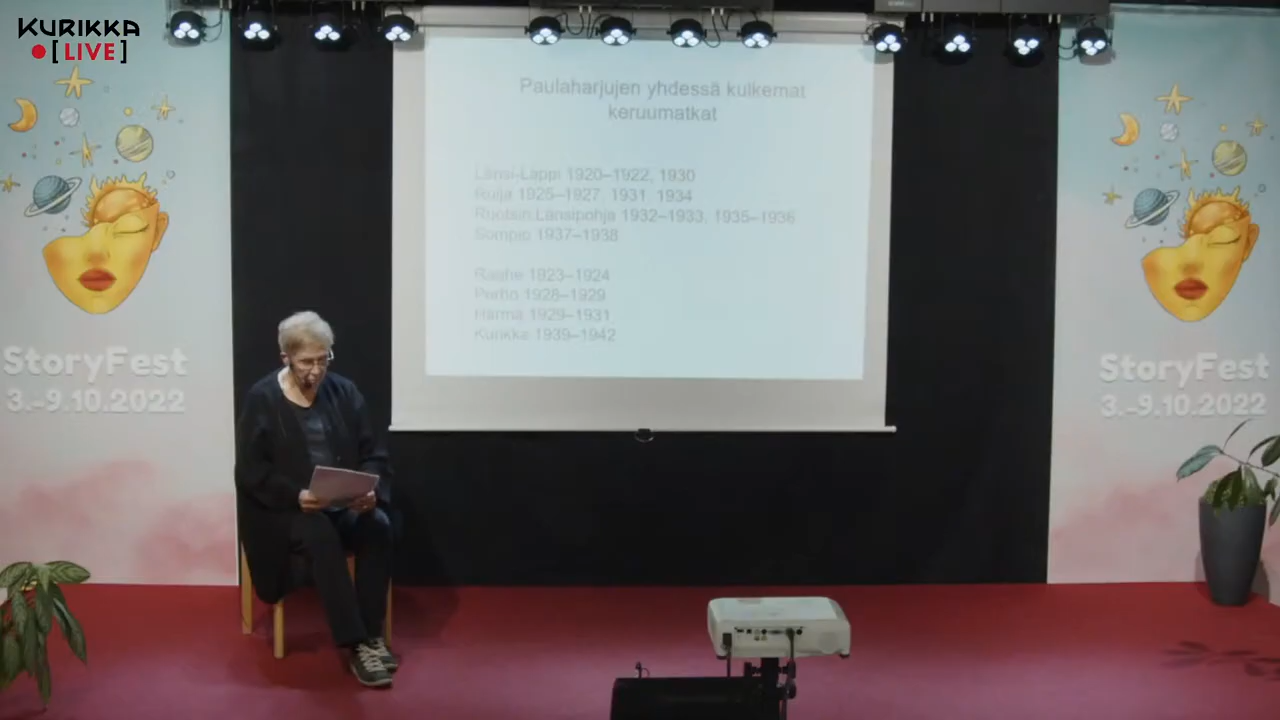 KURIKKA
[LIVE]
Paulaharjujen yhdessä kulkemat
keruumatkat
Länsi-Lappi 1920–1922, 1930
Ruija 1925–1927, 1931, 1934
Ruotsin Länsipohja 1932–1933, 1935–1936
Sompio 1937–1938
Raahe 1923–1924
Perho 1928–1929
Härmä 1929–1931
Kurikka 1939–1942
StoryFest
3.-9.10.2022
StoryFest
3.-9.10.2022